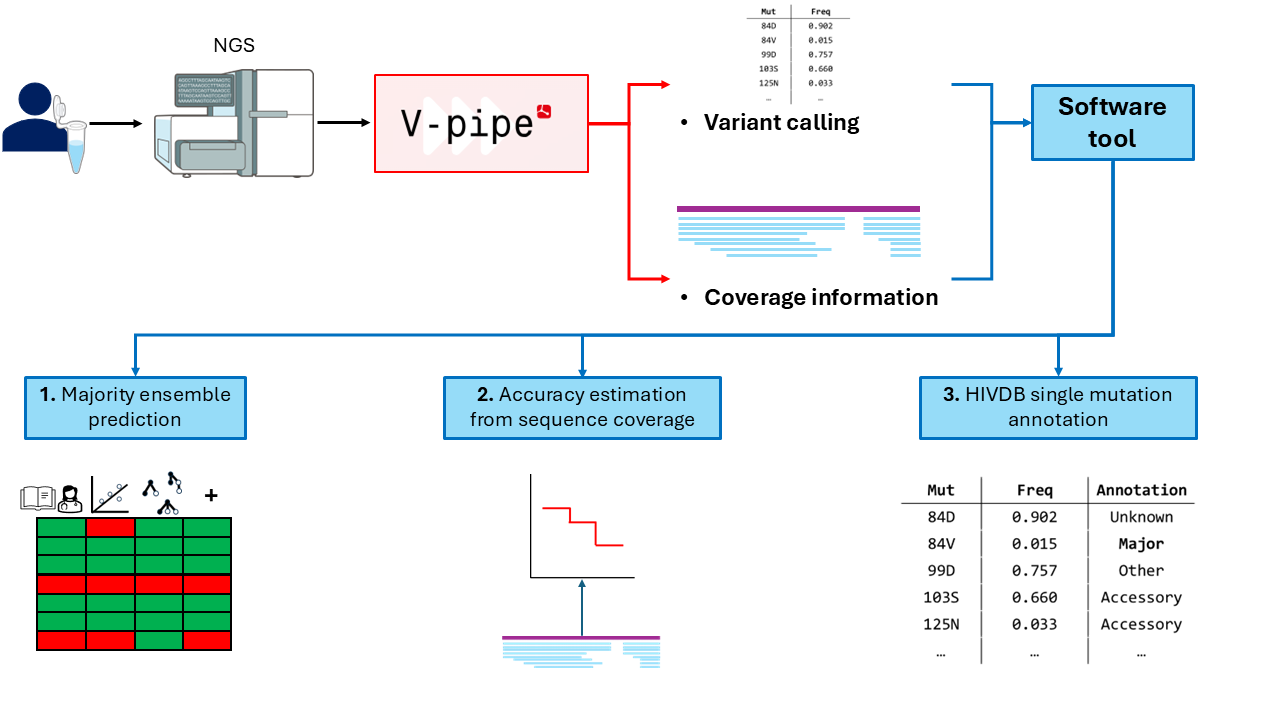 NGS
V-pipe
Mut Freq
84D 0.902
84V 0.015
99D 0.757
103S 0.660
125N 0.033
… …
• Variant calling
• Coverage information
Software
tool
1. Majority ensemble
prediction
2. Accuracy estimation
from sequence coverage
3. HIVDB single mutation
annotation
+
Mut Freq Annotation
84D 0.902 Unknown
84V 0.015 Major
99D 0.757 Other
103S 0.660 Accessory
125N 0.033 Accessory
… … …